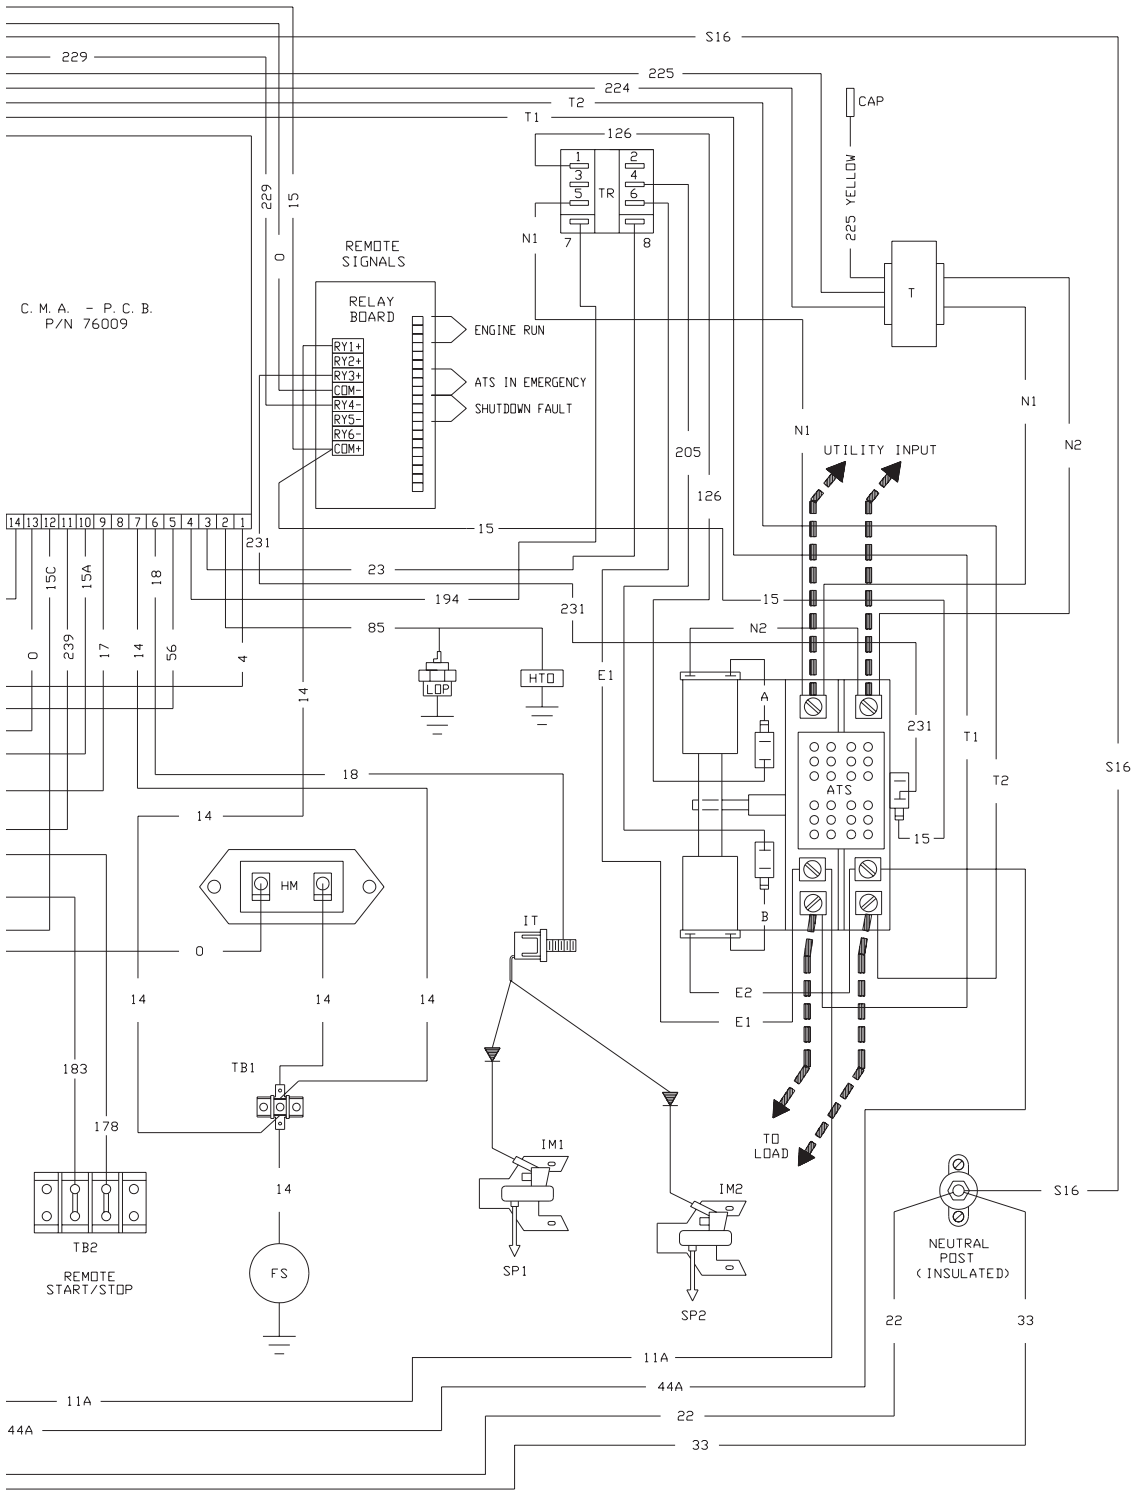 S16
229
225
224
T2
T1
CAP
126
1
2
3
4
5
6
TR
7
8
N1
229
15
0
225 YELLOW
REMOTE
SIGNALS
T
C. M. A. - P. C. B.
P/N 76009
RELAY
BOARD
ENGINE RUN
RY1+
RY2+
RY3+
COM-
RY4-
RY5-
RY6-
COM+
ATS IN EMERGENCY
SHUTDOWN FAULT
N1
N2
N1
UTILITY INPUT
205
126
14
13
12
11
10
9
8
7
6
5
4
3
2
1
231
15
23
15C
15A
18
194
231
15
85
N2
0
239
17
14
56
4
E1
LOP
HTO
14
A
231
T1
T2
S16
18
14
ATS
15
HM
IT
B
0
14
14
14
E2
E1
183
TB1
178
IM1
TO
LOAD
14
IM2
S16
TB2
REMOTE
START/STOP
FS
SP1
SP2
NEUTRAL
POST
(INSULATED)
22
33
11A
44A
11A
44A
22
33